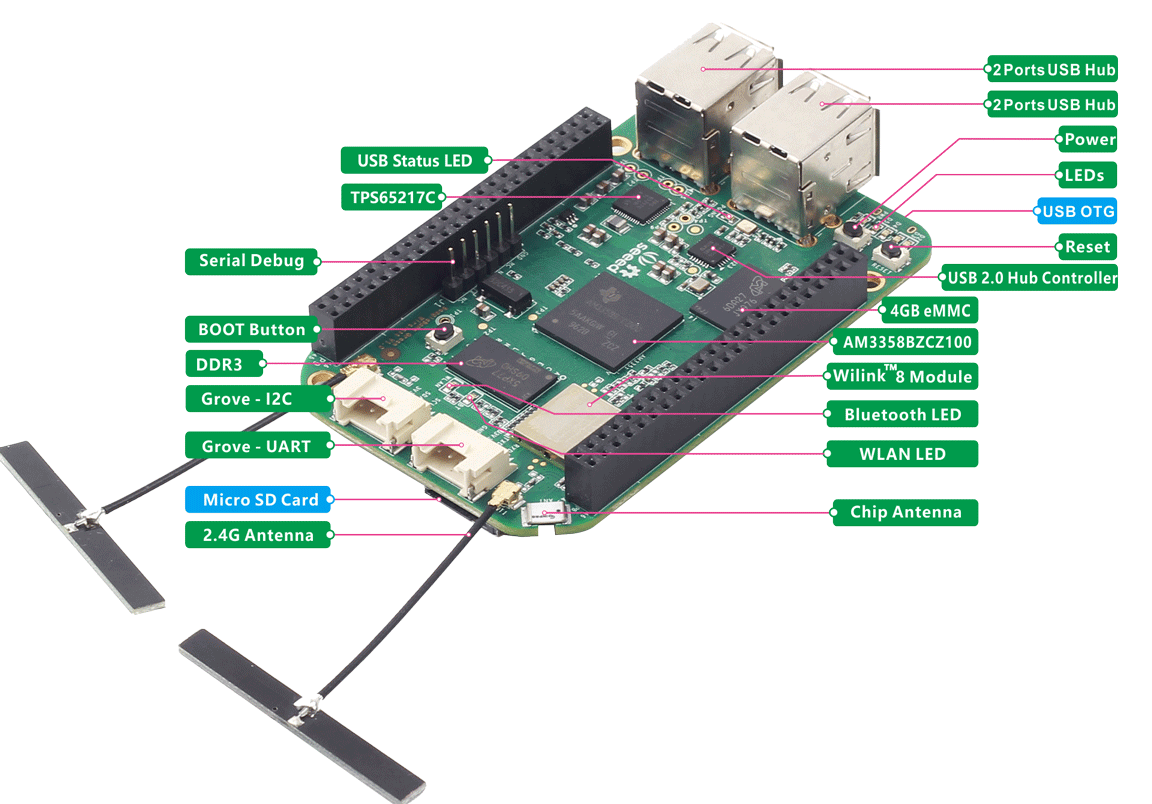 2 Ports USB Hub
2 Ports USB Hub
Power
USB Status LED
LEDs
TPS65217C
USB OTG
Reset
Serial Debug
USB 2.0 Hub Controller
seeed
4GB eMMC
BOOT Button
AM3358BZCZ100
DDR3
Wilink™ 8 Module
Grove - I2C
Bluetooth LED
Grove - UART
WLAN LED
Micro SD Card
Chip Antenna
2.4G Antenna